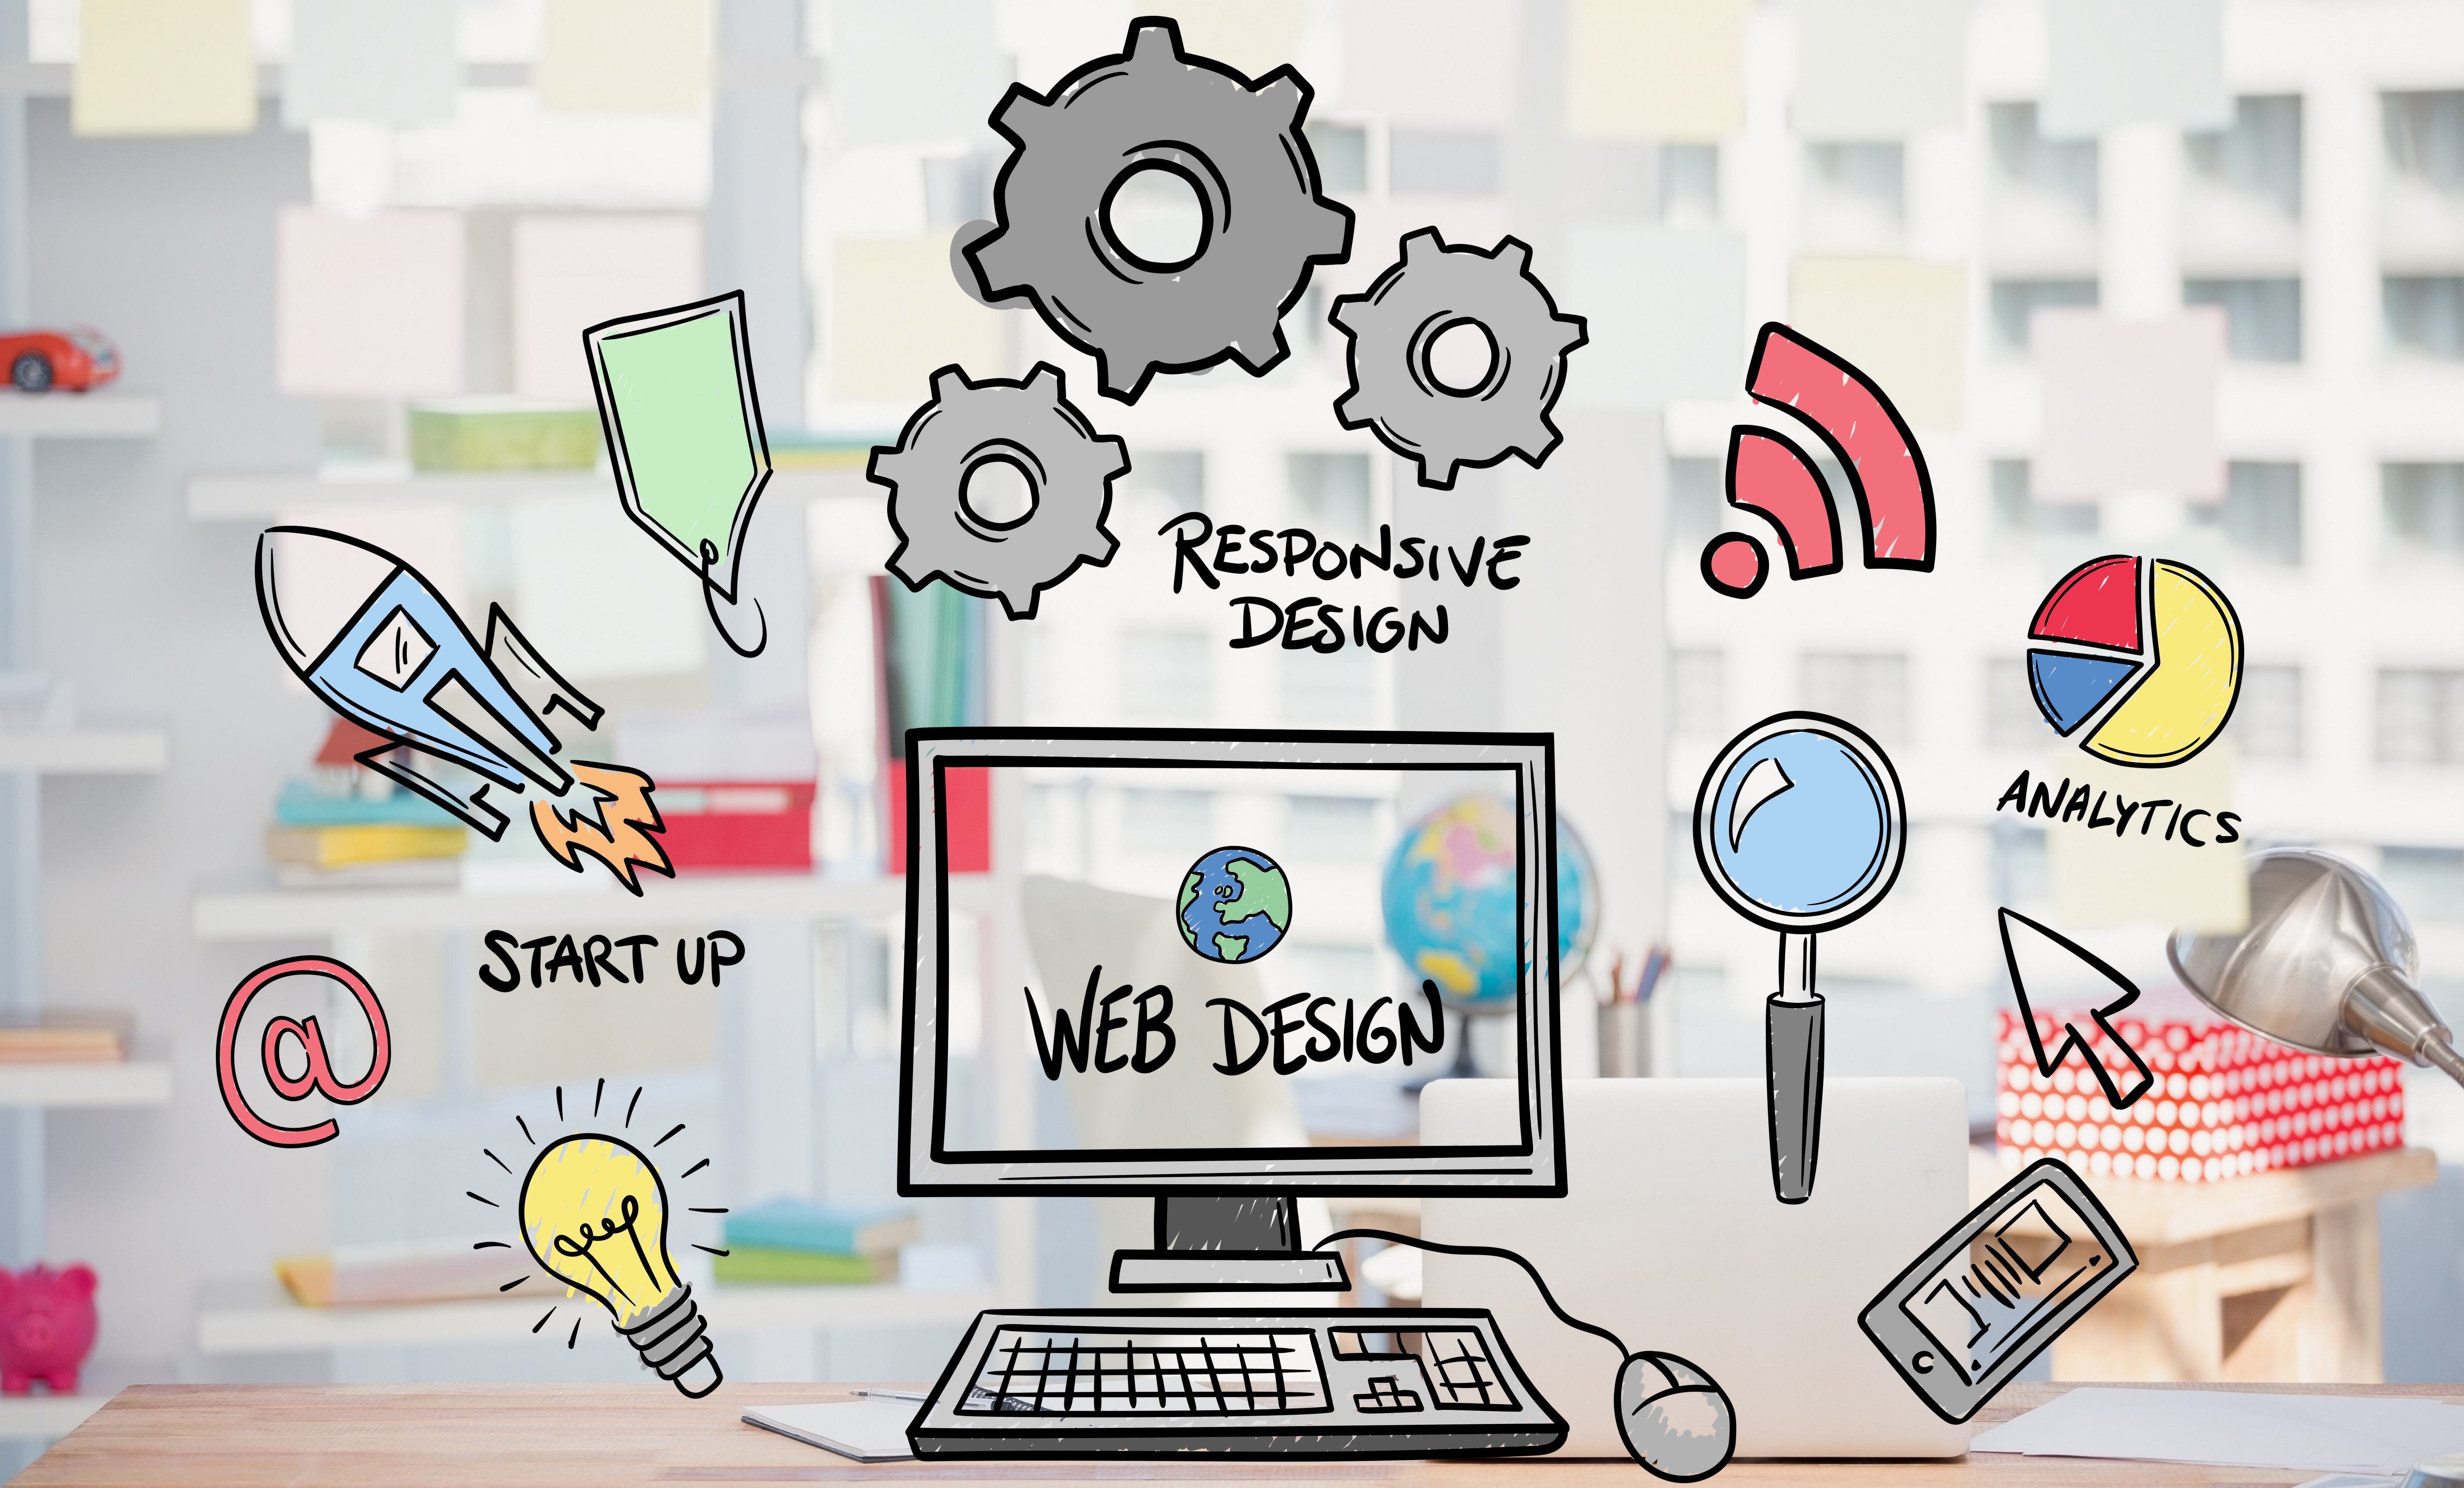 RESPONSIVE
DESIGN
ANALYTICS
START UP
@
WEB DESIGN